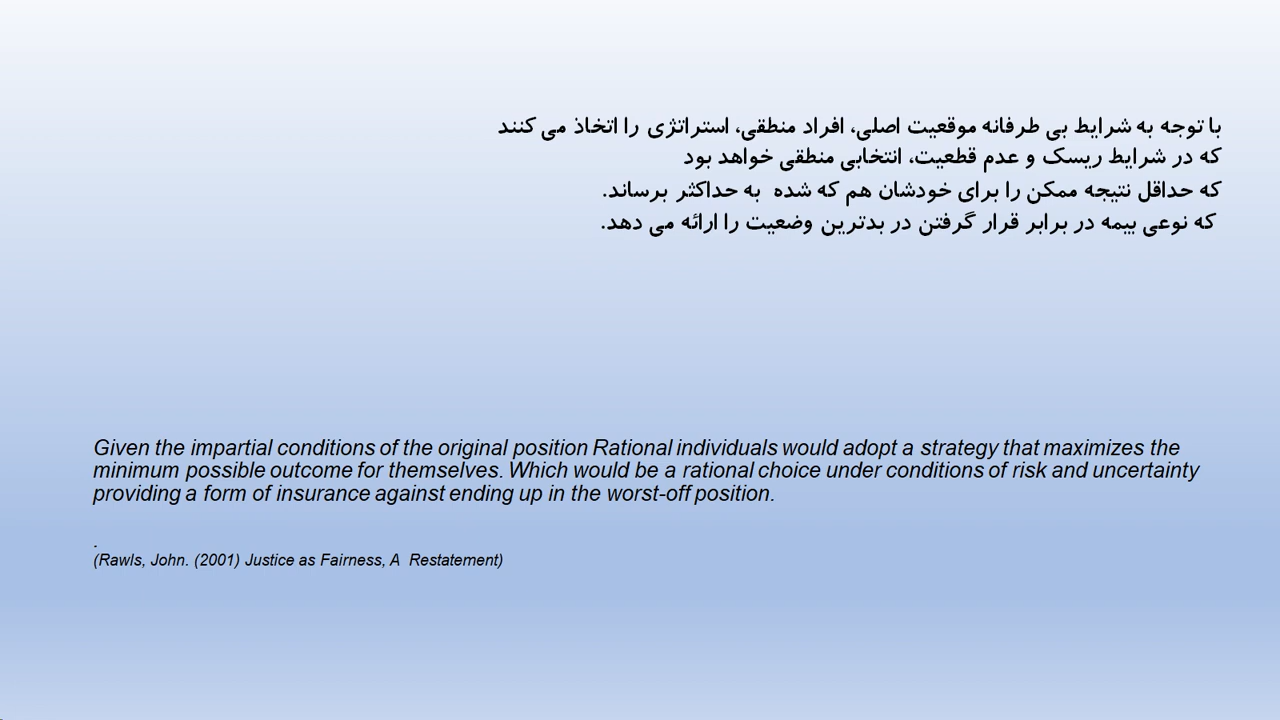 با توجه به شرایط بی طرفانه موقعیت اصلی، افراد منطقی، استراتژی را اتخاذ می کنند
که در شرایط ریسک و عدم قطعیت، انتخابی منطقی خواهد بود
که حداقل نتیجه ممکن را برای خودشان هم که شده به حداکثر برساند.
که نوعی بیمه در برابر قرار گرفتن در بدترین وضعیت را ارائه می دهد.
Given the impartial conditions of the original position Rational individuals would adopt a strategy that maximizes the
minimum possible outcome for themselves. Which would be a rational choice under conditions of risk and uncertainty
providing a form of insurance against ending up in the worst-off position.
.
(Rawls, John. (2001) Justice as Fairness, A Restatement)